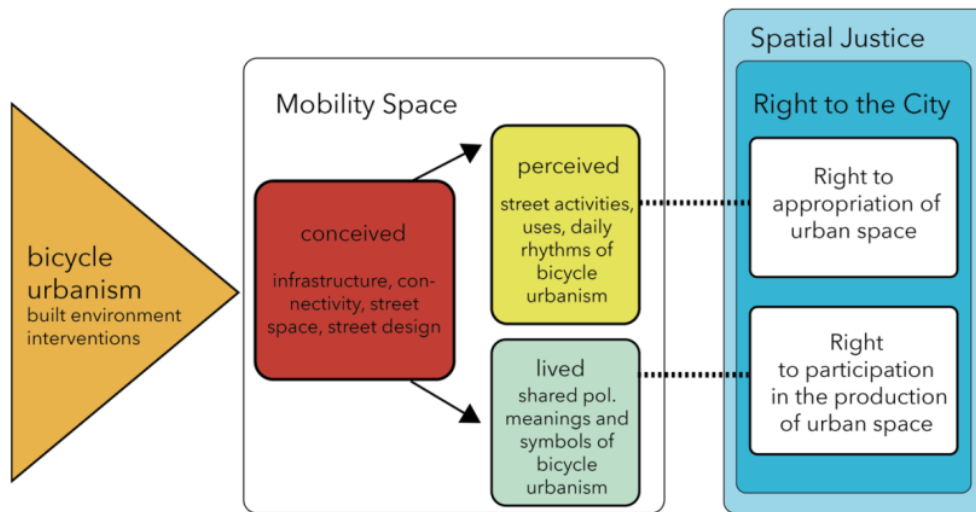 bicycle
urbanism
built environment
interventions
Mobility Space
conceived
infrastructure, con-
nectivity, street
space, street design
perceived
street activities,
uses, daily
rhythms of
bicycle
urbanism
lived
shared pol.
meanings and
symbols of
bicycle
urbanism
Spatial Justice
Right to the City
Right to
appropriation of
urban space
Right
to participation
in the production
of urban space